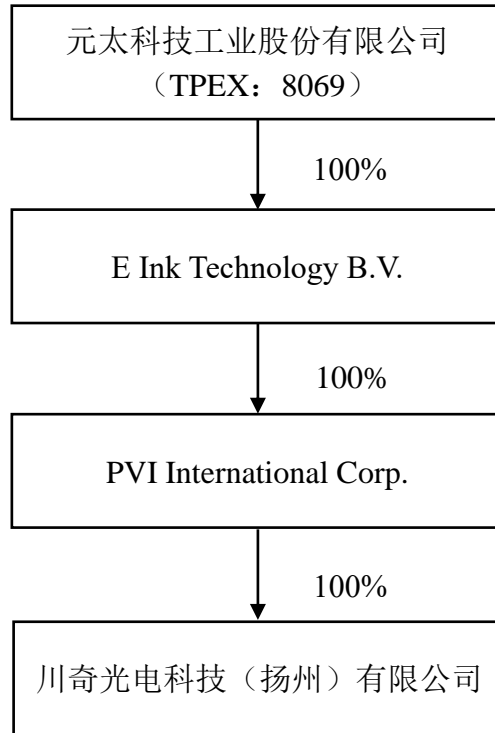 元太科技工业股份有限公司
（TPEX：8069）
100%
E Ink Technology B.V.
100%
PVI International Corp.
100%
川奇光电科技（扬州）有限公司